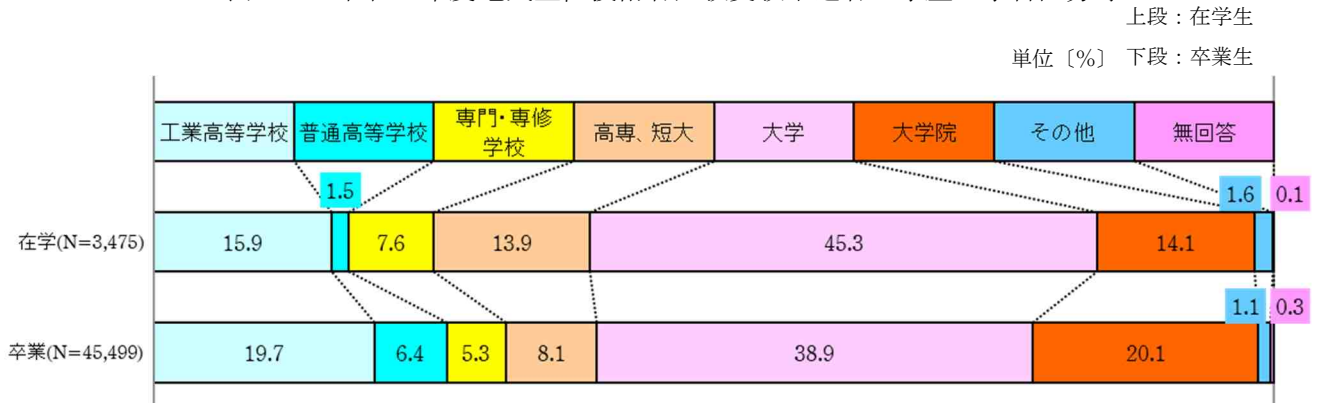 上段：在学生
単位〔%〕 下段：卒業生
工業高等学校 普通高等学校 専門・専修学校 高専、短大 大学 大学院 その他 無回答
1.5 1.6 0.1
在学(N=3,475) 15.9 7.6 13.9 45.3 14.1
1.1 0.3
卒業(N=45,499) 19.7 6.4 5.3 8.1 38.9 20.1